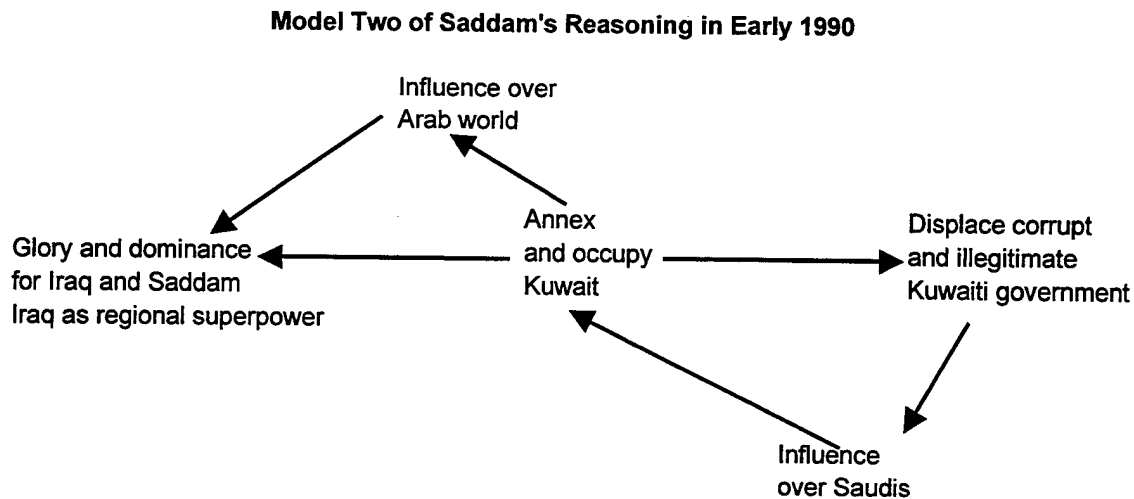 Model Two of Saddam's Reasoning in Early 1990
Influence over
Arab world
Glory and dominance
for Iraq and Saddam
Iraq as regional superpower
Annex
and occupy
Kuwait
Displace corrupt
and illegitimate
Kuwaiti government
Influence
over Saudis